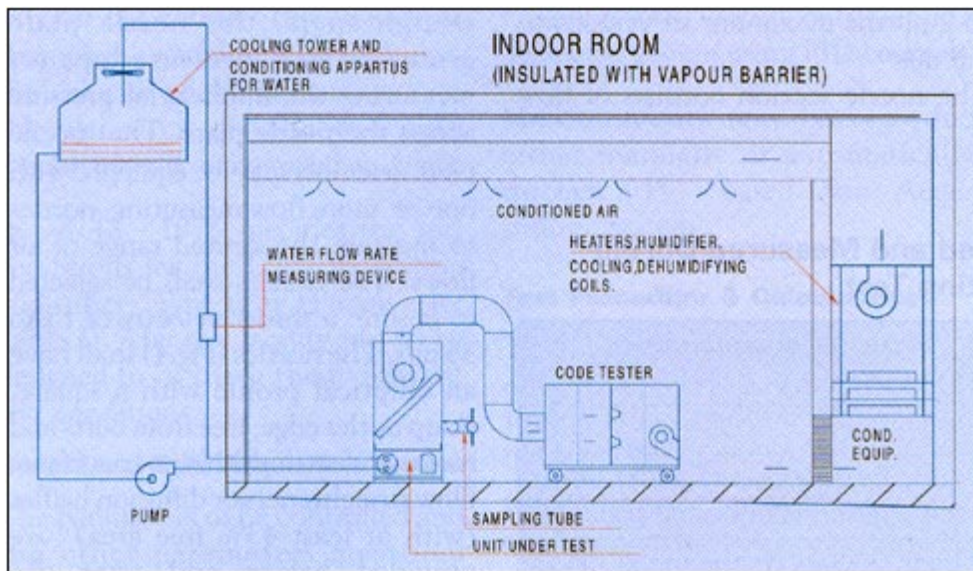 COOLING TOWER AND
CONDITIONING APPARTUS
FOR WATER
INDOOR ROOM
(INSULATED WITH VAPOUR BARRIER)
CONDITIONED AIR
WATER FLOW RATE
MEASURING DEVICE
HEATERS,HUMIDIFIER,
COOLING,DEHUMIDIFYING
COILS.
CODE TESTER
COND.
EQUIP.
PUMP
SAMPLING TUBE
UNIT UNDER TEST